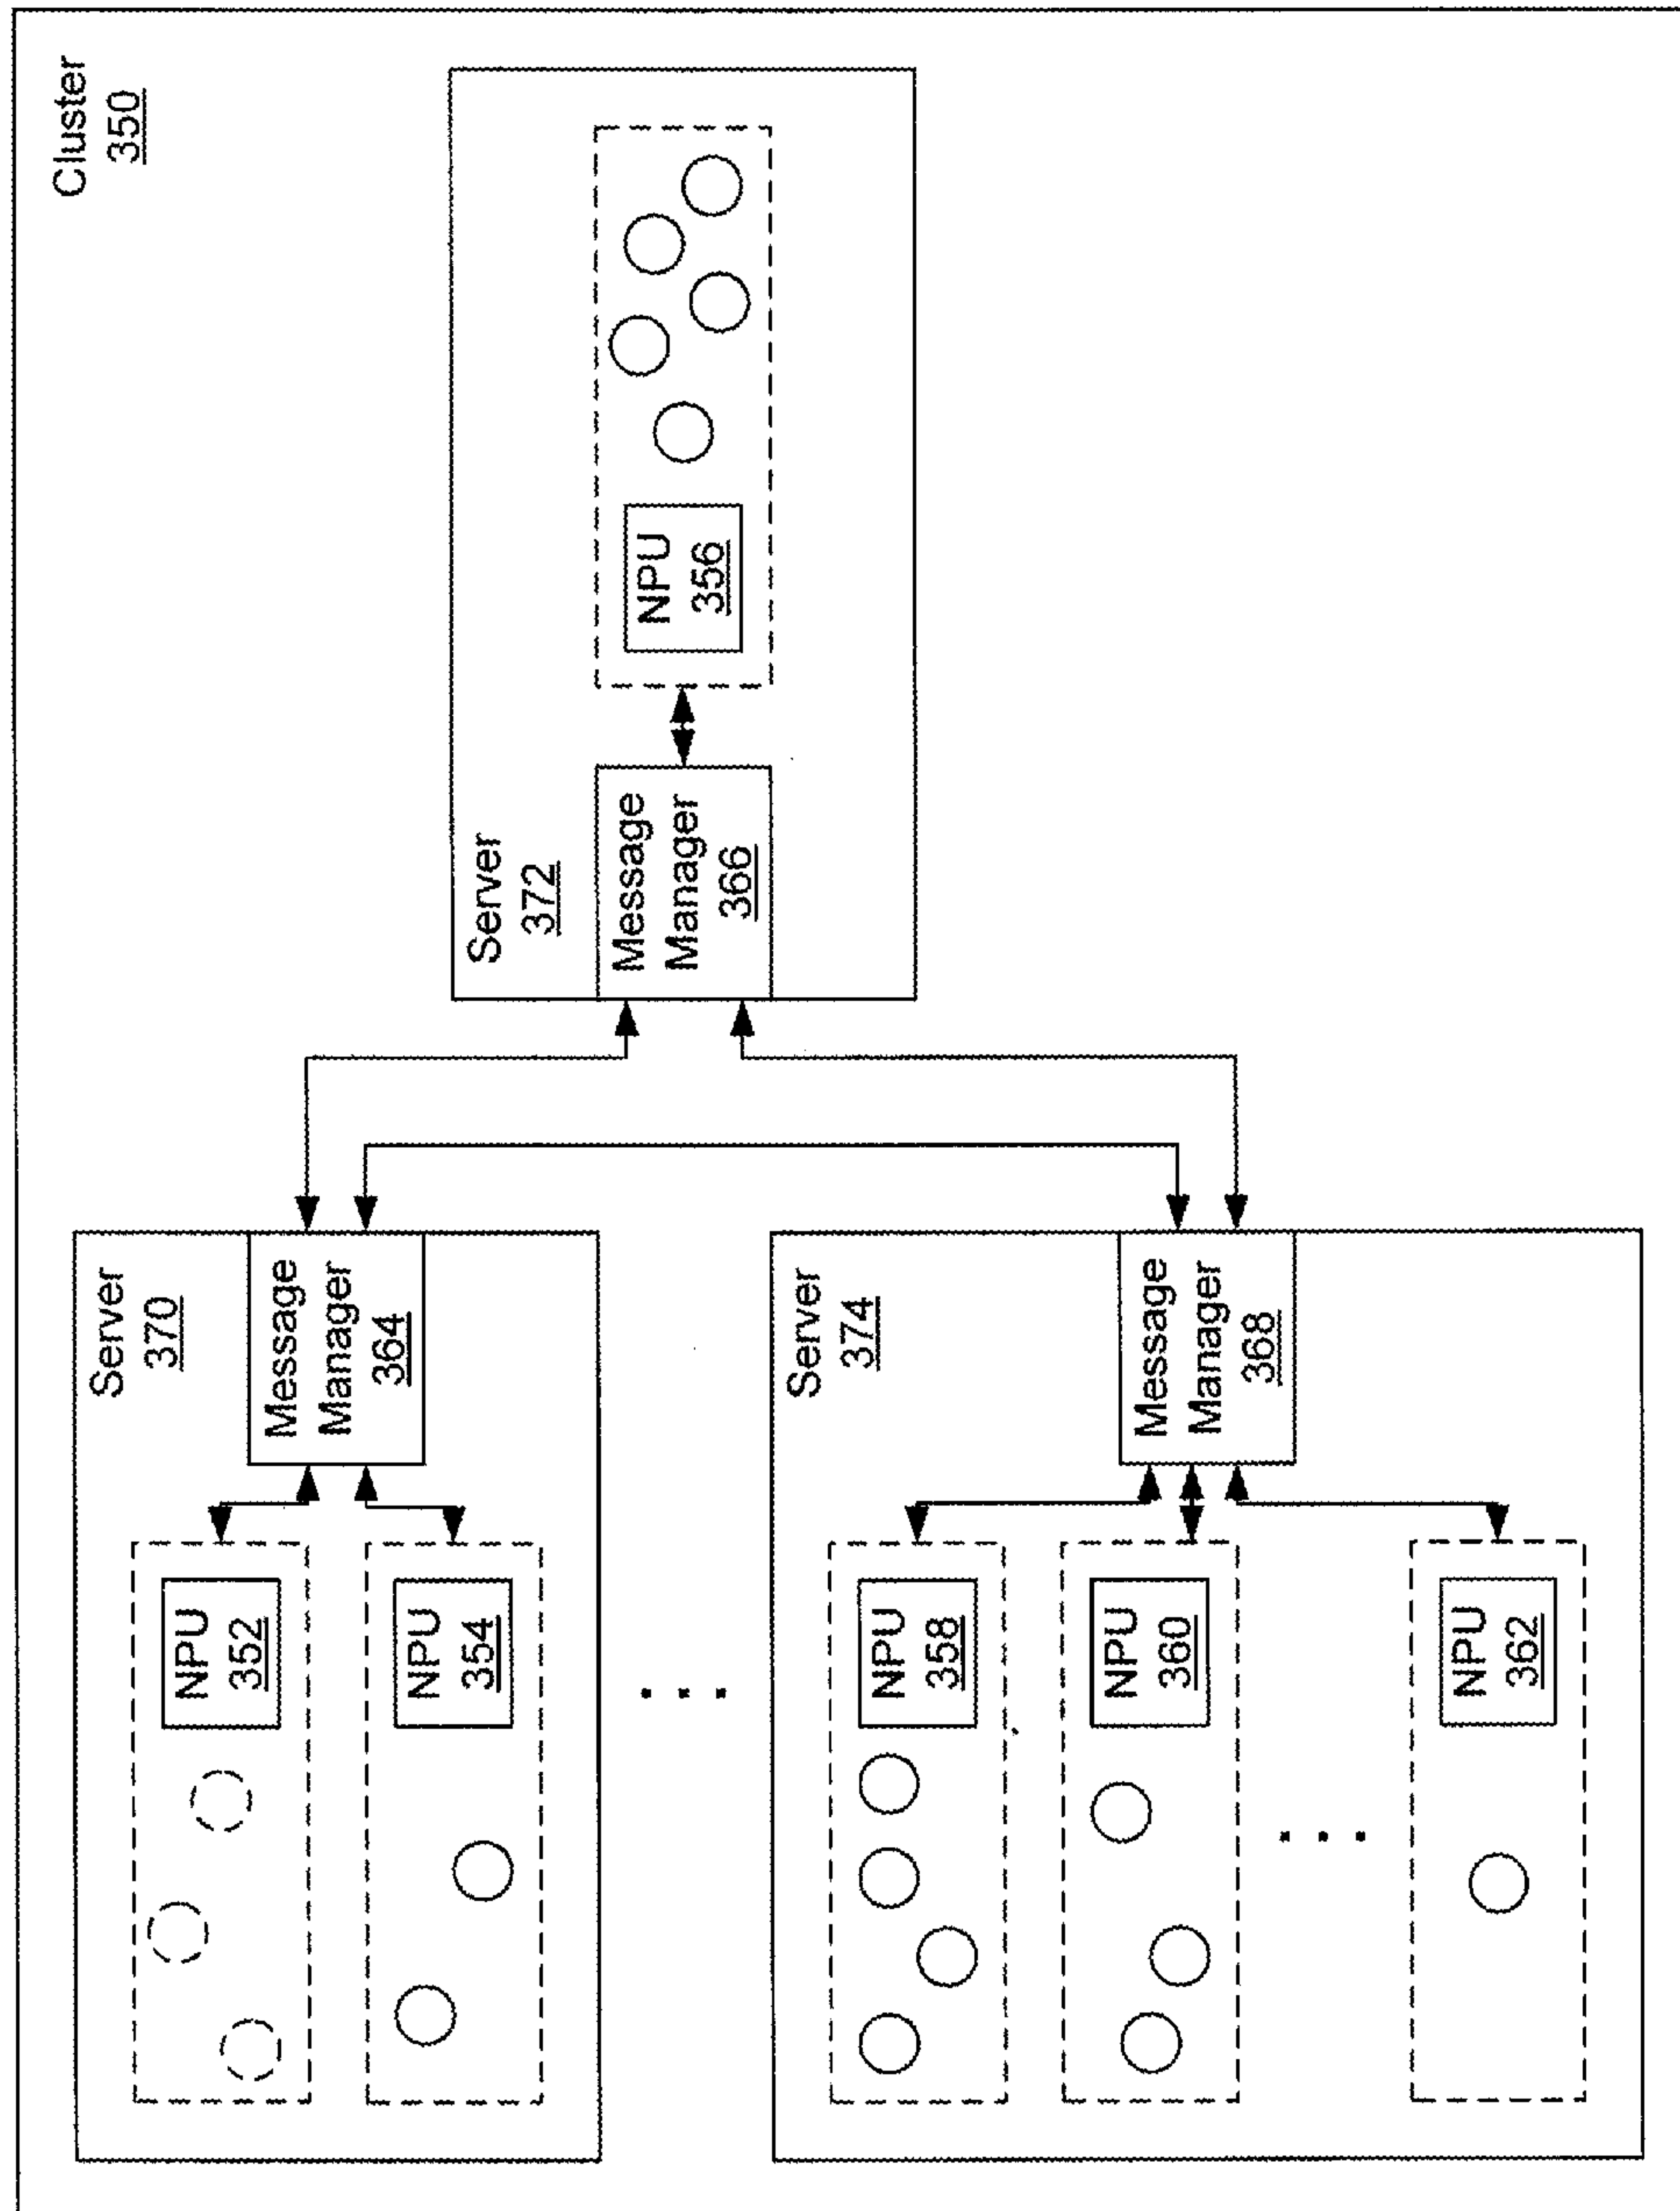 Cluster
350
Server
370
Message
Manager
364
NPU
352
NPU
354
Server
372
Message
Manager
366
NPU
356
Server
374
Message
Manager
368
NPU
358
NPU
360
NPU
362